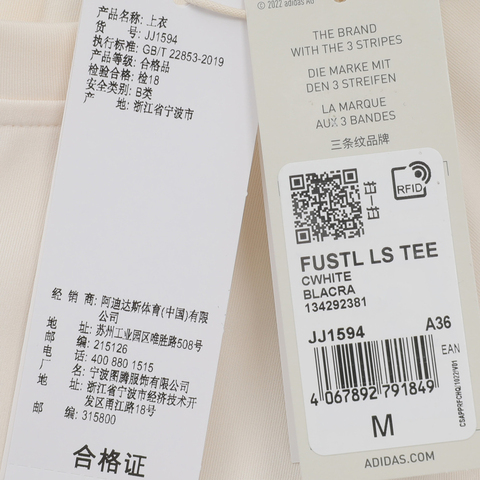 产品名称: 上衣
货 号: JJ1594
执行标准: GB/T 22853-2019
产品等级: 合格品
检验合格: 检18
安全类别: B类
产 地: 浙江省宁波市
经 销 商: 阿迪达斯体育(中国)有限
公司
地 址: 苏州工业园区唯胜路508号
邮 编: 215126
电 话: 400 880 1515
厂 名: 宁波图腾服饰有限公司
地 址: 浙江省宁波市经济技术开
发区甬江路18号
邮 编: 315800
合格证
© 2022 adidas AG
THE BRAND
WITH THE 3 STRIPES
DIE MARKE MIT
DEN 3 STREIFEN
LA MARQUE
AUX 3 BANDES
三条纹品牌
RFID
FUSTL LS TEE
CWHITE
BLACRA
134292381
JJ1594 A36
EAN
4 067892 791849
M
ADIDAS.COM